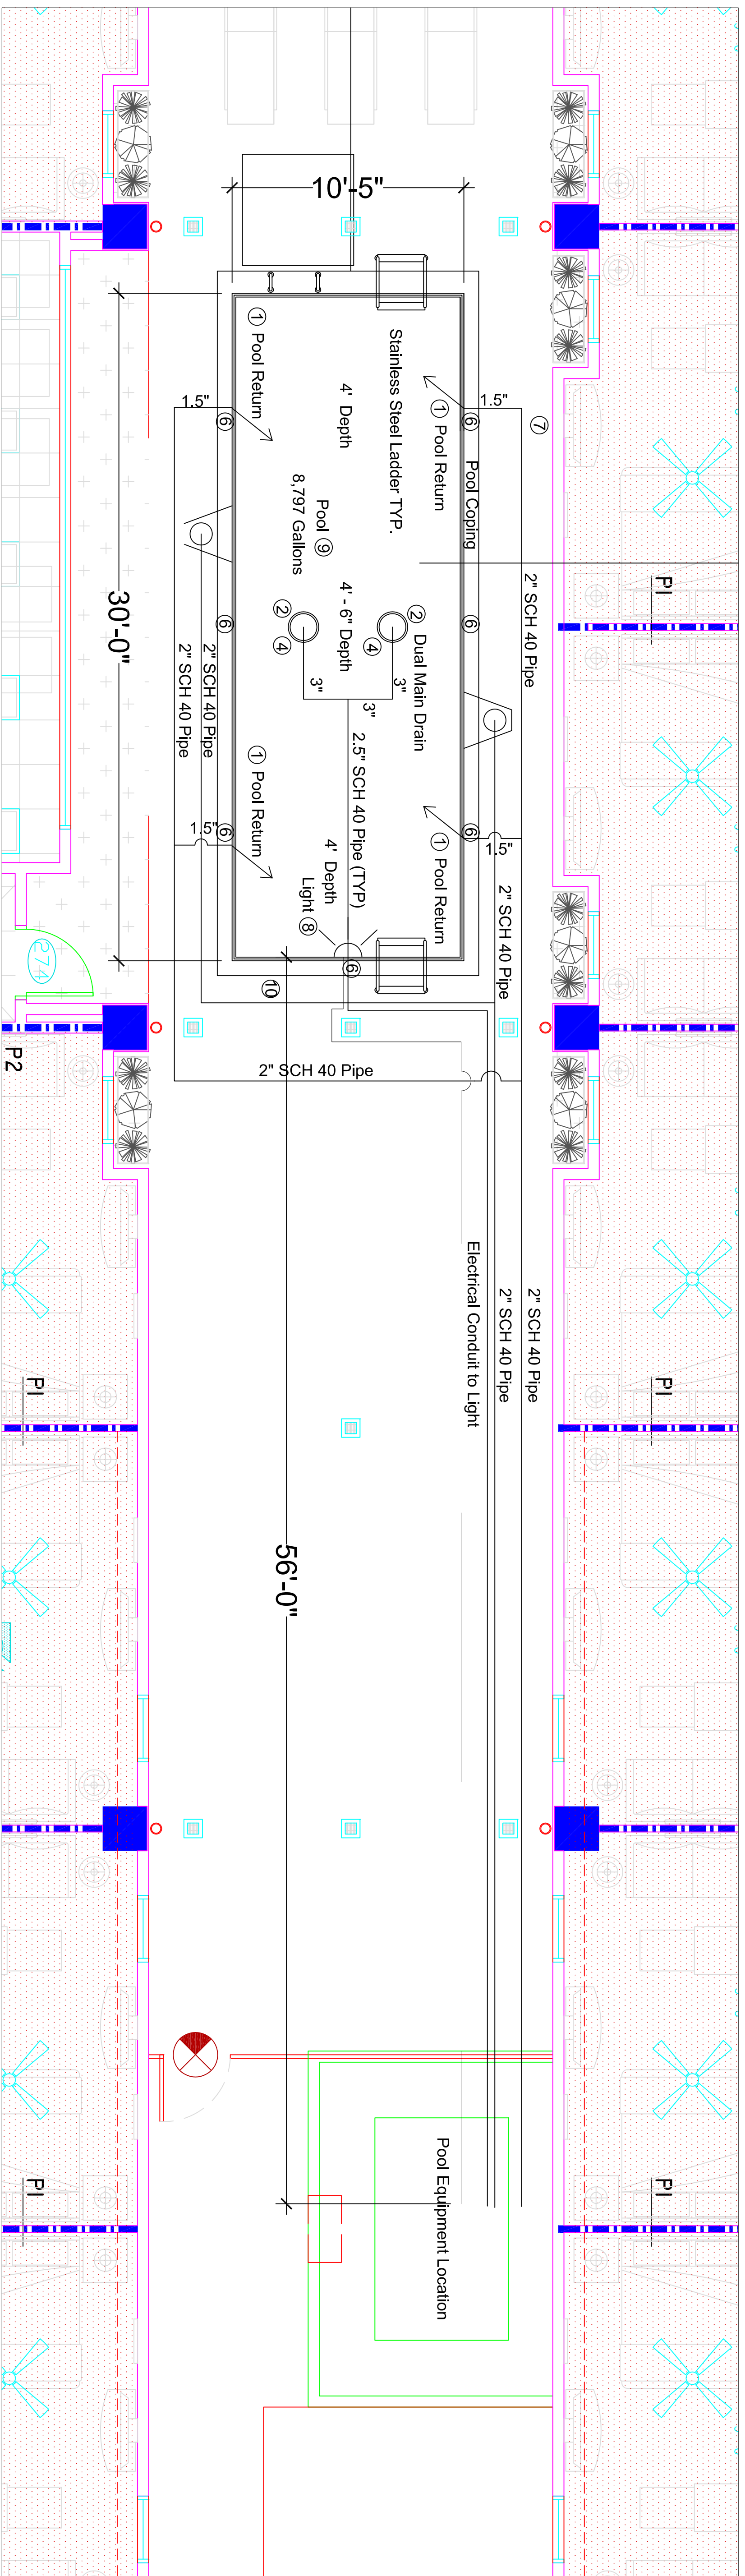 10'-5"
① Pool Return
4' Depth
Stainless Steel Ladder TYP.
1.5"
1.5"
⑥
⑥
① Pool Return
⑦
Pool Coping
Pool ⑨
8,797 Gallons
2" SCH 40 Pipe
PI
30'-0"
4' - 6" Depth
②
④
④
② Dual Main Drain
⑥
⑥
2" SCH 40 Pipe
2" SCH 40 Pipe
3"
3"
3"
2.5" SCH 40 Pipe (TYP)
① Pool Return
1.5"
⑥
4' Depth
Light ⑧
① Pool Return
⑥
1.5"
2" SCH 40 Pipe
⑥
⑩
274
P2
2" SCH 40 Pipe
Electrical Conduit to Light
2" SCH 40 Pipe
2" SCH 40 Pipe
PI
PI
56'-0"
Pool Equipment Location
PI
PI